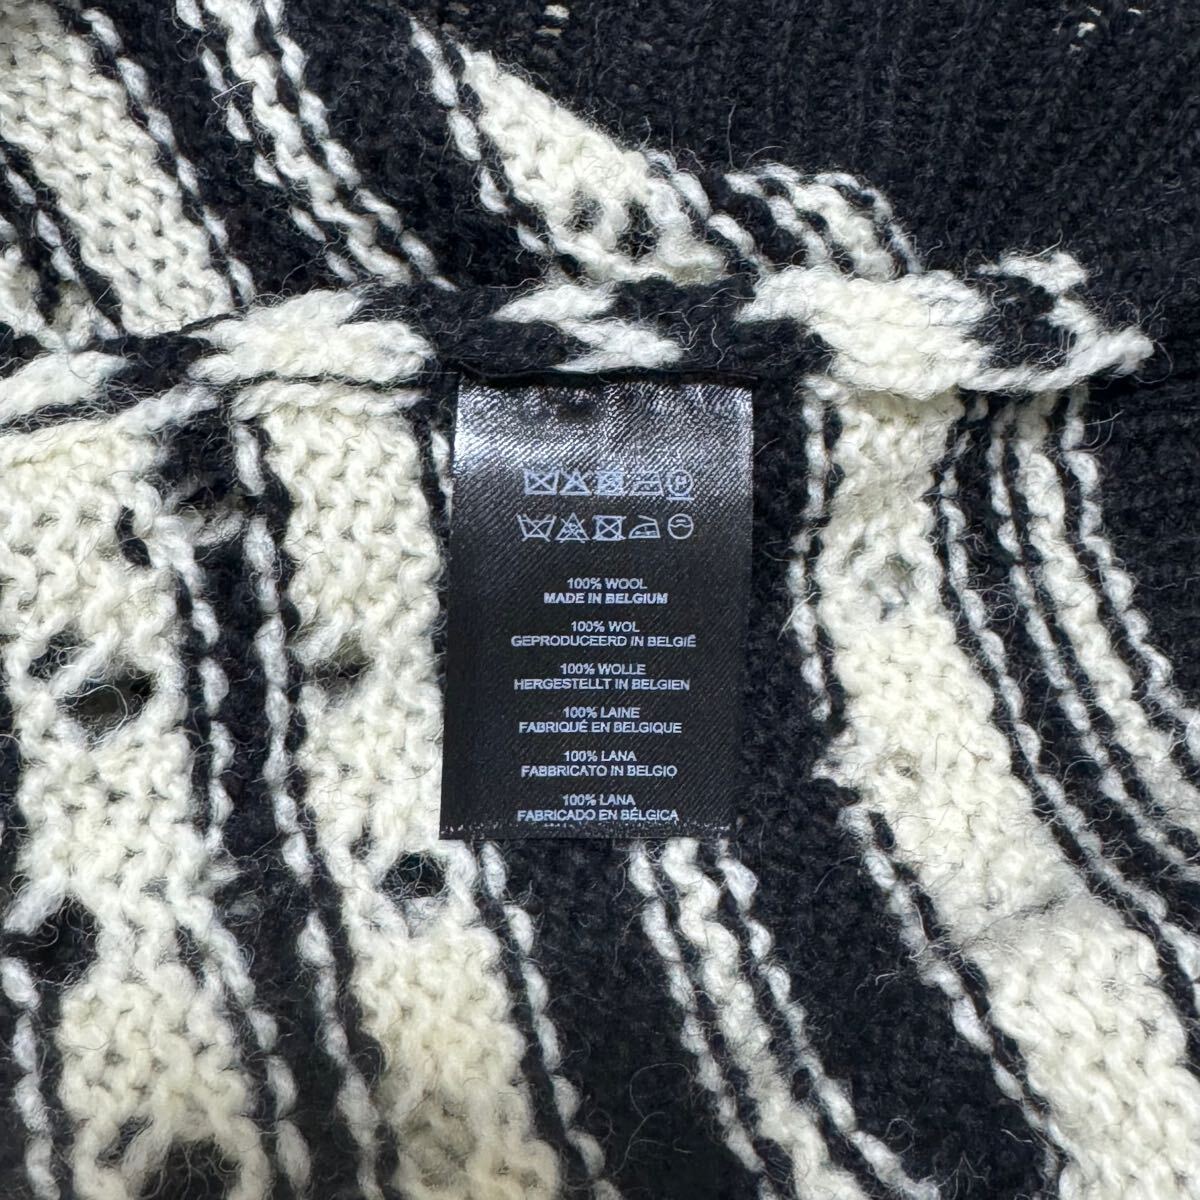 100% WOOL
MADE IN BELGIUM
100% WOL
GEPRODUCEERD IN BELGIË
100% WOLLE
HERGESTELLT IN BELGIEN
100% LAINE
FABRIQUÉ EN BELGIQUE
100% LANA
FABBRICATO IN BELGIO
100% LANA
FABRICADO EN BÉLGICA